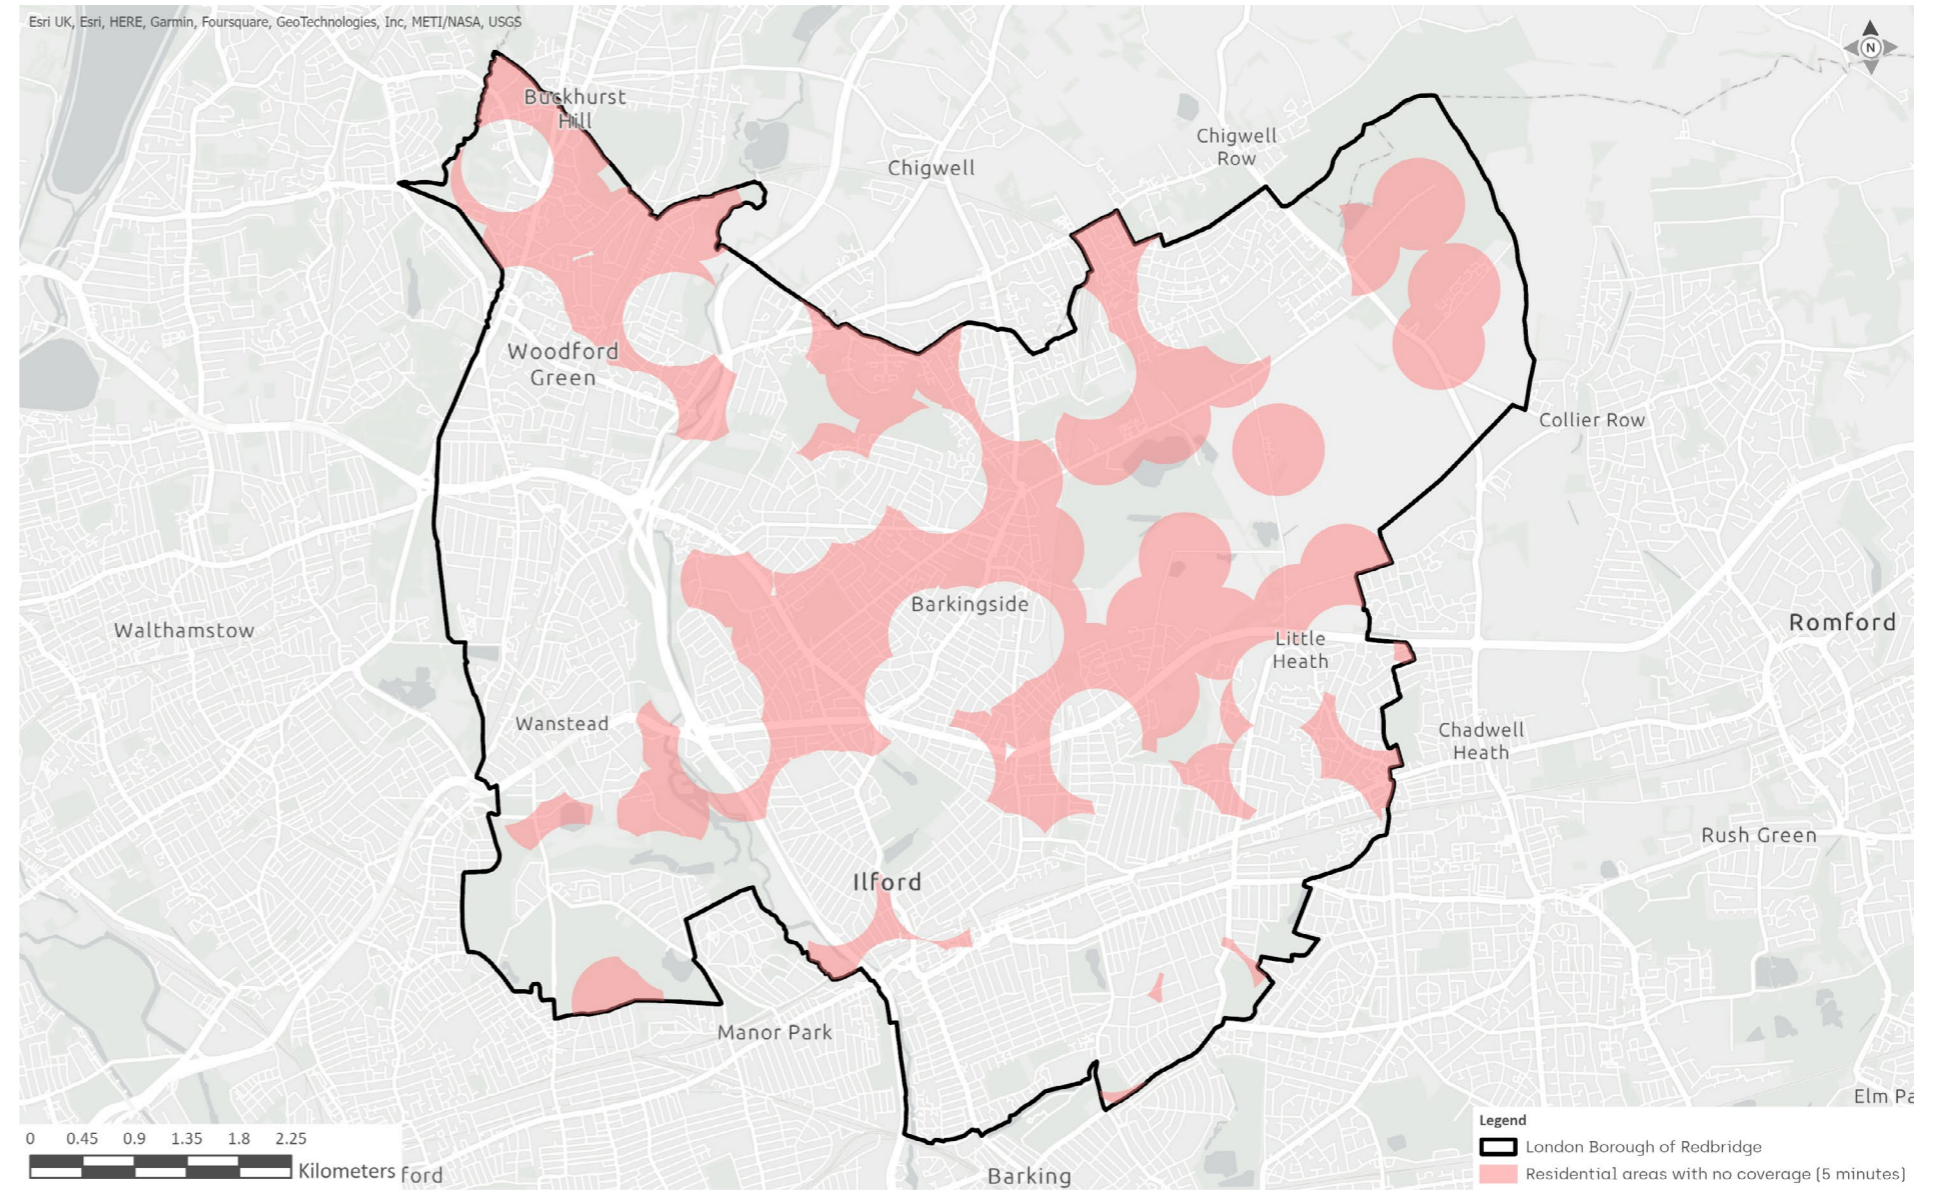 Esri UK, Esri, HERE, Garmin, Foursquare, GeoTechnologies, Inc, METI/NASA, USGS
N
Buckhurst
Hill
Chigwell
Row
Chigwell
Woodford
Green
Collier Row
Barkingside
Walthamstow
Romford
Little
Heath
Wanstead
Chadwell
Heath
Rush Green
Ilford
Manor Park
Elm Pa
Barking
ford
0 0.45 0.9 1.35 1.8 2.25
Kilometers
Legend
London Borough of Redbridge
Residential areas with no coverage (5 minutes)